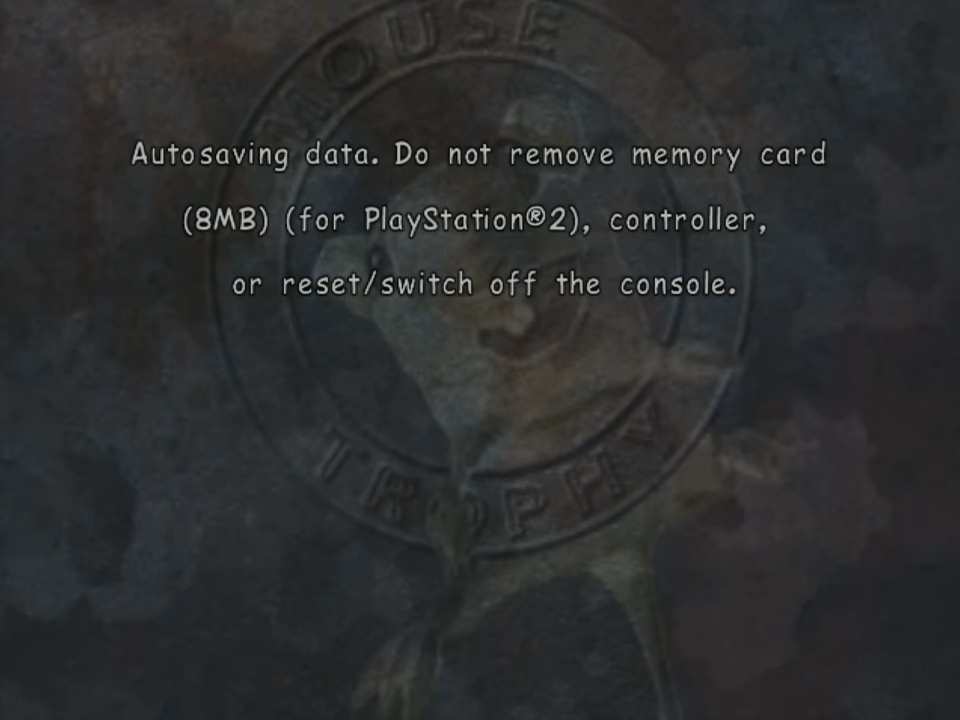 MOUSE
Autosaving data. Do not remove memory card
(8MB) (for PlayStation®2), controller,
or reset/switch off the console.
TROPHY